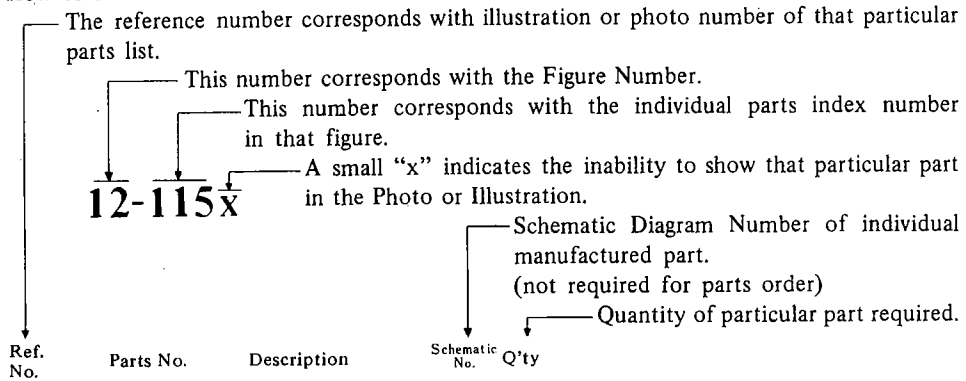 The reference number corresponds with illustration or photo number of that particular
parts list.
This number corresponds with the Figure Number.
This number corresponds with the individual parts index number
in that figure.
A small “x” indicates the inability to show that particular part
in the Photo or Illustration.
12-115x
Schematic Diagram Number of individual
manufactured part.
(not required for parts order)
Quantity of particular part required.
Ref. No. Parts No. Description Schematic No. Q'ty